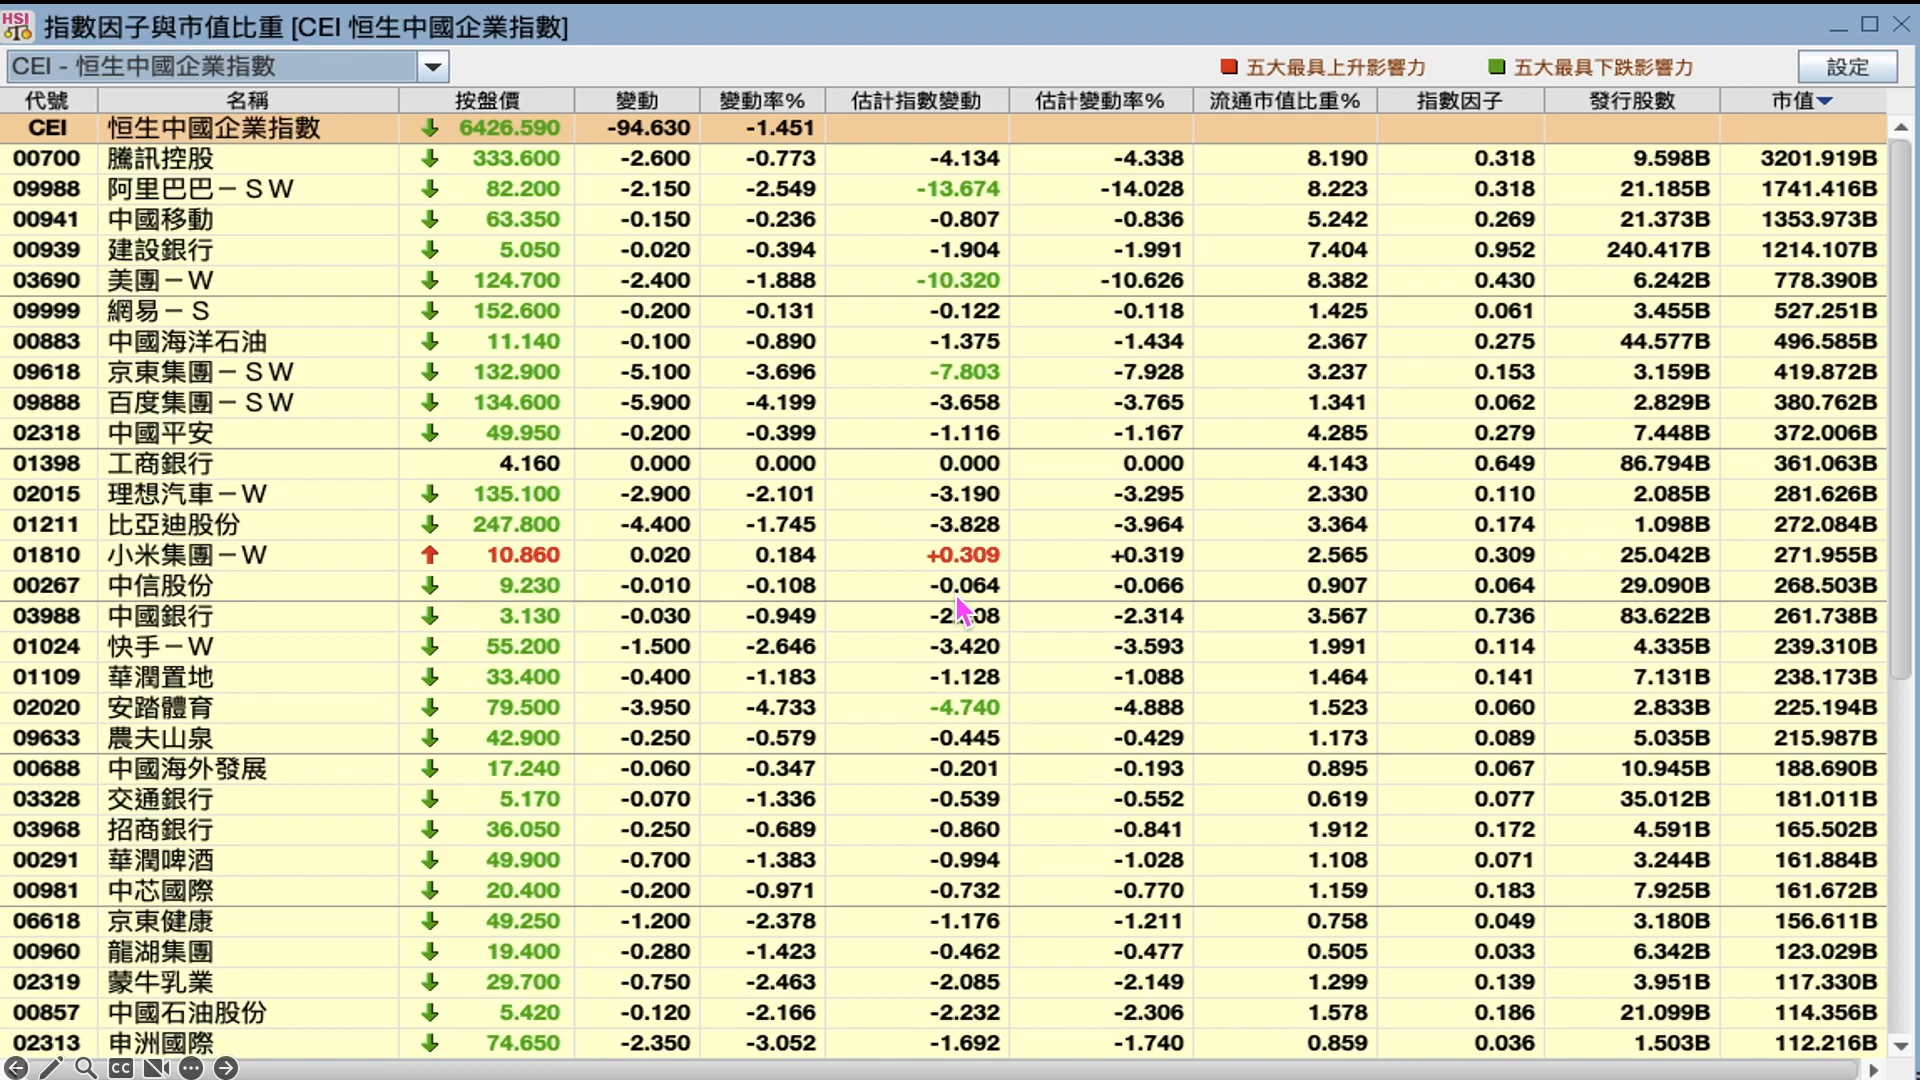 HSI 指數因子與市值比重 [CEI 恒生中國企業指數]
CEI - 恒生中國企業指數 五大最具上升影響力 五大最具下跌影響力 設定
代號 名稱 按盤價 變動 變動率% 估計指數變動 估計變動率% 流通市值比重% 指數因子 發行股數 市值
CEI 恒生中國企業指數 6426.590 -94.630 -1.451
00700 騰訊控股 333.600 -2.600 -0.773 -4.134 -4.338 8.190 0.318 9.598B 3201.919B
09988 阿里巴巴－ＳＷ 82.200 -2.150 -2.549 -13.674 -14.028 8.223 0.318 21.185B 1741.416B
00941 中國移動 63.350 -0.150 -0.236 -0.807 -0.836 5.242 0.269 21.373B 1353.973B
00939 建設銀行 5.050 -0.020 -0.394 -1.904 -1.991 7.404 0.952 240.417B 1214.107B
03690 美團－Ｗ 124.700 -2.400 -1.888 -10.320 -10.626 8.382 0.430 6.242B 778.390B
09999 網易－Ｓ 152.600 -0.200 -0.131 -0.122 -0.118 1.425 0.061 3.455B 527.251B
00883 中國海洋石油 11.140 -0.100 -0.890 -1.375 -1.434 2.367 0.275 44.577B 496.585B
09618 京東集團－ＳＷ 132.900 -5.100 -3.696 -7.803 -7.928 3.237 0.153 3.159B 419.872B
09888 百度集團－ＳＷ 134.600 -5.900 -4.199 -3.658 -3.765 1.341 0.062 2.829B 380.762B
02318 中國平安 49.950 -0.200 -0.399 -1.116 -1.167 4.285 0.279 7.448B 372.006B
01398 工商銀行 4.160 0.000 0.000 0.000 0.000 4.143 0.649 86.794B 361.063B
02015 理想汽車－Ｗ 135.100 -2.900 -2.101 -3.190 -3.295 2.330 0.110 2.085B 281.626B
01211 比亞迪股份 247.800 -4.400 -1.745 -3.828 -3.964 3.364 0.174 1.098B 272.084B
01810 小米集團－Ｗ 10.860 0.020 0.184 +0.309 +0.319 2.565 0.309 25.042B 271.955B
00267 中信股份 9.230 -0.010 -0.108 -0.064 -0.066 0.907 0.064 29.090B 268.503B
03988 中國銀行 3.130 -0.030 -0.949 -2.314 3.567 0.736 83.622B 261.738B
01024 快手－Ｗ 55.200 -1.500 -2.646 -3.420 -3.593 1.991 0.114 4.335B 239.310B
01109 華潤置地 33.400 -0.400 -1.183 -1.128 -1.088 1.464 0.141 7.131B 238.173B
02020 安踏體育 79.500 -3.950 -4.733 -4.740 -4.888 1.523 0.060 2.833B 225.194B
09633 農夫山泉 42.900 -0.250 -0.579 -0.445 -0.429 1.173 0.089 5.035B 215.987B
00688 中國海外發展 17.240 -0.060 -0.347 -0.201 -0.193 0.895 0.067 10.945B 188.690B
03328 交通銀行 5.170 -0.070 -1.336 -0.539 -0.552 0.619 0.077 35.012B 181.011B
03968 招商銀行 36.050 -0.250 -0.689 -0.860 -0.841 1.912 0.172 4.591B 165.502B
00291 華潤啤酒 49.900 -0.700 -1.383 -0.994 -1.028 1.108 0.071 3.244B 161.884B
00981 中芯國際 20.400 -0.200 -0.971 -0.732 -0.770 1.159 0.183 7.925B 161.672B
06618 京東健康 49.250 -1.200 -2.378 -1.176 -1.211 0.758 0.049 3.180B 156.611B
00960 龍湖集團 19.400 -0.280 -1.423 -0.462 -0.477 0.505 0.033 6.342B 123.029B
02319 蒙牛乳業 29.700 -0.750 -2.463 -2.085 -2.149 1.299 0.139 3.951B 117.330B
00857 中國石油股份 5.420 -0.120 -2.166 -2.232 -2.306 1.578 0.186 21.099B 114.356B
02313 申洲國際 74.650 -2.350 -3.052 -1.692 -1.740 0.859 0.036 1.503B 112.216B
CC